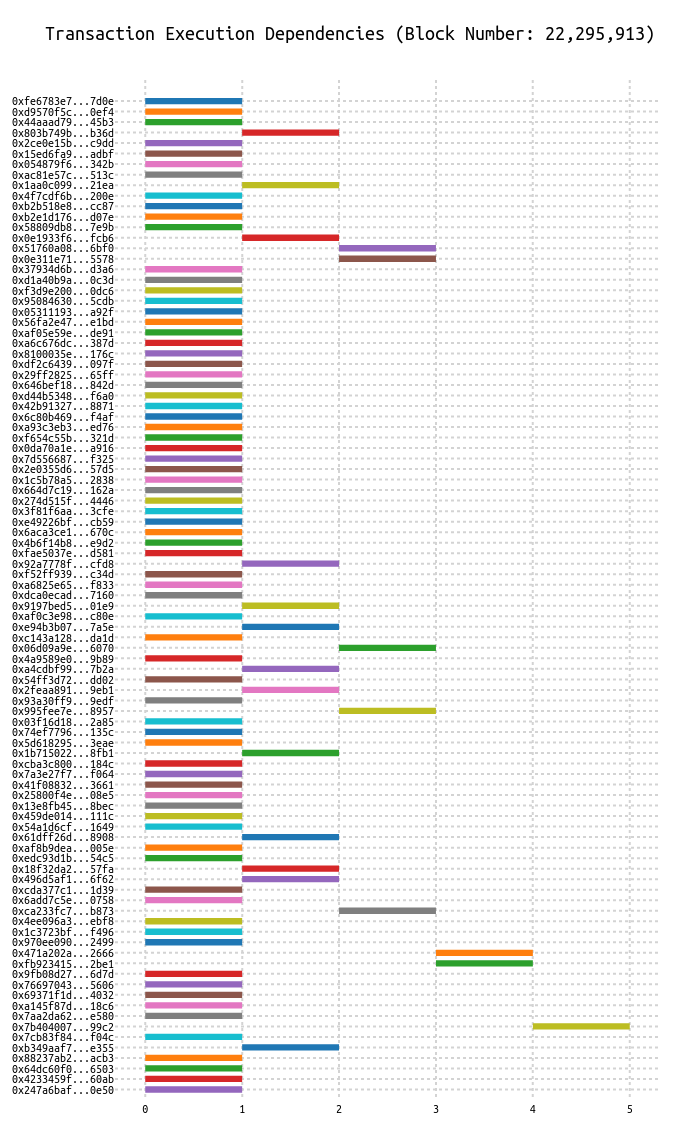 Transaction Execution Dependencies (Block Number: 22,295,913)
0xfe6783e7...7d0e
0xd9570f5c...0ef4
0x44aaad79...45b3
0x803b749b...b36d
0x2ce0e15b...c9dd
0x15ed6fa9...adbf
0x054879f6...342b
0xac81e57c...513c
0x1aa0c099...21ea
0x4f7cdf6b...200e
0xb2b518e8...cc87
0xb2e1d176...d07e
0x58809db8...7e9b
0x0e1933f6...fcb6
0x51760a08...6bf0
0x0e311e71...5578
0x37934d6b...d3a6
0xd1a40b9a...0c3d
0xf3d9e200...0dc6
0x95084630...5cdb
0x05311193...a92f
0x56fa2e47...e1bd
0xaf05e59e...de91
0xa6c676dc...387d
0x8100035e...176c
0xdf2c6439...097f
0x29ff2825...65ff
0x646bef18...842d
0xd44b5348...f6a0
0x42b91327...8871
0x6c80b469...f4af
0xa93c3eb3...ed76
0xf654c55b...321d
0x0da70a1e...a916
0x7d556687...f325
0x2e0355d6...57d5
0x1c5b78a5...2838
0x664d7c19...162a
0x274d515f...4446
0x3f81f6aa...3cfe
0xe49226bf...cb59
0x6aca3ce1...670c
0x4b6f14b8...e9d2
0xfae5037e...d581
0x92a7778f...cfd8
0xf52ff939...c34d
0xa6825e65...f833
0xdca0ecad...7160
0x9197bed5...01e9
0xaf0c3e98...c80e
0xe94b3b07...7a5e
0xc143a128...da1d
0x06d09a9e...6070
0x4a9589e0...9b89
0xa4cdbf99...7b2a
0x54ff3d72...dd02
0x2feaa891...9eb1
0x93a30ff9...9edf
0x995fee7e...8957
0x03f16d18...2a85
0x74ef7796...135c
0x5d618295...3eae
0x1b715022...8fb1
0xcba3c800...184c
0x7a3e27f7...f064
0x41f08832...3661
0x25800f4e...08e5
0x13e8fb45...8bec
0x459de014...111c
0x54a1d6cf...1649
0x61dff26d...8908
0xaf8b9dea...005e
0xedc93d1b...54c5
0x18f32da2...57fa
0x496d5af1...6f62
0xcda377c1...1d39
0x6add7c5e...0758
0xca233fc7...b873
0x4ee096a3...ebf8
0x1c3723bf...f496
0x970ee090...2499
0x471a202a...2666
0xfb923415...2be1
0x9fb08d27...6d7d
0x76697043...5606
0x69371f1d...4032
0xa145f87d...18c6
0x7aa2da62...e580
0x7b404007...99c2
0x7cb83f84...f04c
0xb349aaf7...e355
0x88237ab2...acb3
0x64dc60f0...6503
0x4233459f...60ab
0x247a6baf...0e50
0 1 2 3 4 5